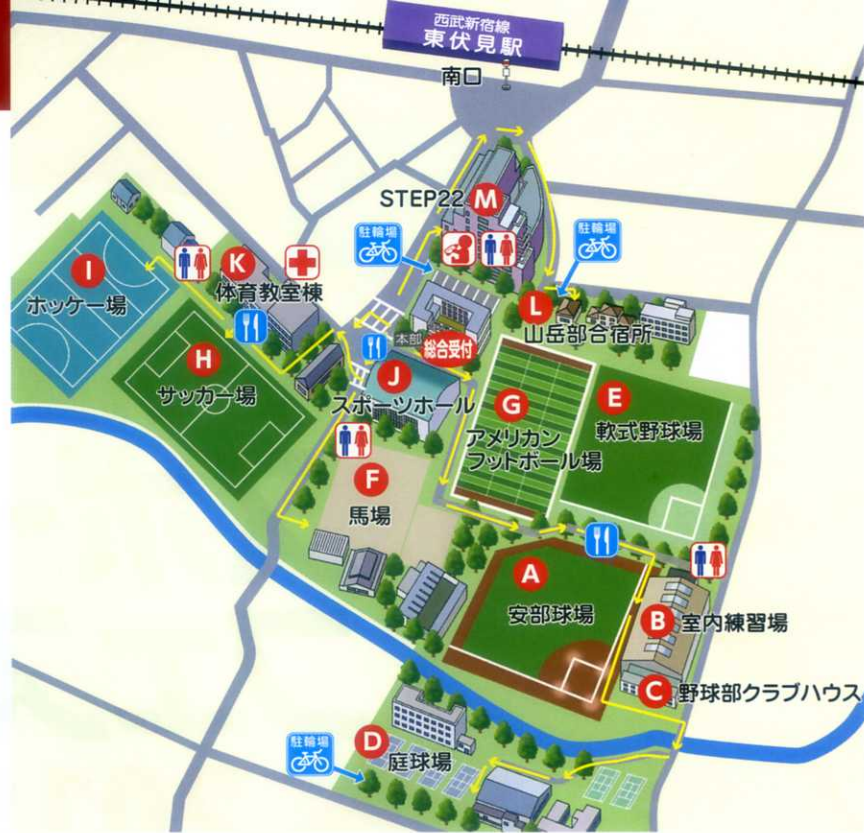 西武新宿線
東伏見駅
南口
STEP22
M
駐輪場
駐輪場
I
ホッケー場
K
体育教室棟
L
山岳部合宿所
本部
総合受付
H
サッカー場
J
スポーツホール
G
アメリカン
フットボール場
E
軟式野球場
F
馬場
A
安部球場
B
室内練習場
C
野球部クラブハウス
D
庭球場
駐輪場